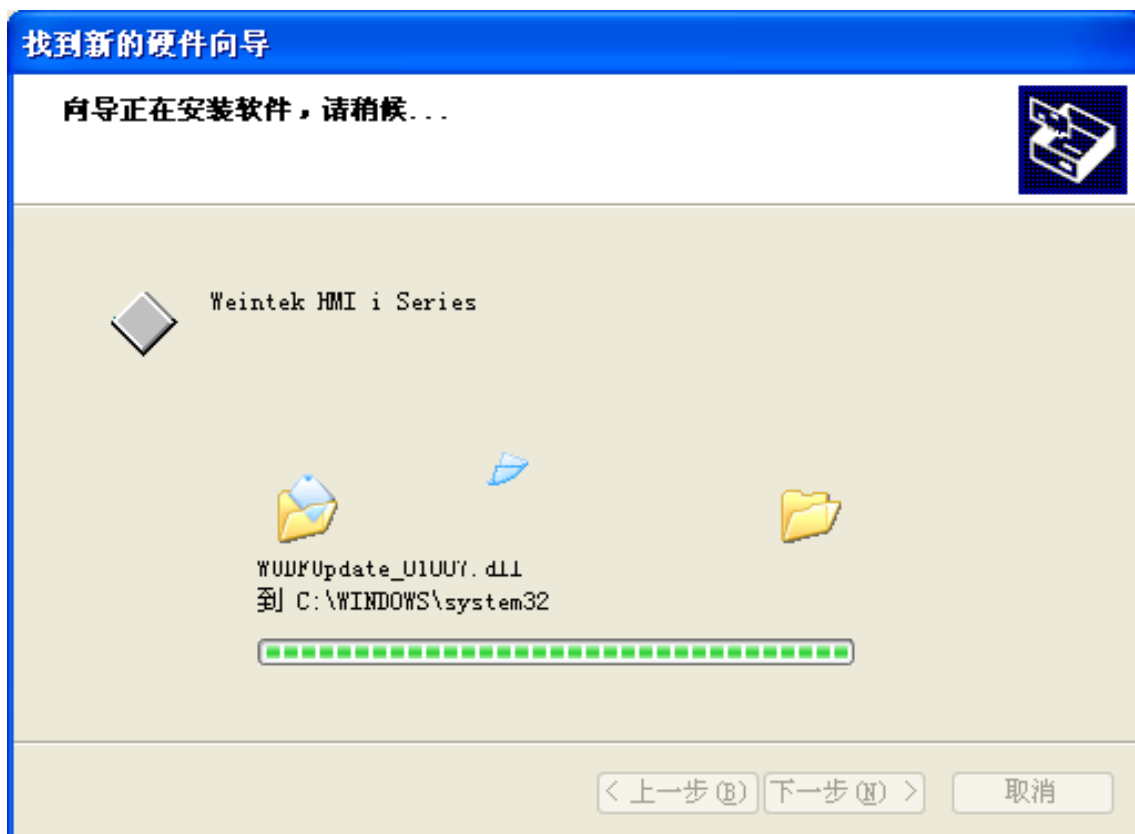 找到新的硬件向导
向导正在安装软件，请稍候...
Weintek HMI i Series
WUDFUpdate_01007.dll
到 C:\WINDOWS\system32
< 上一步(B)
下一步(N) >
取消